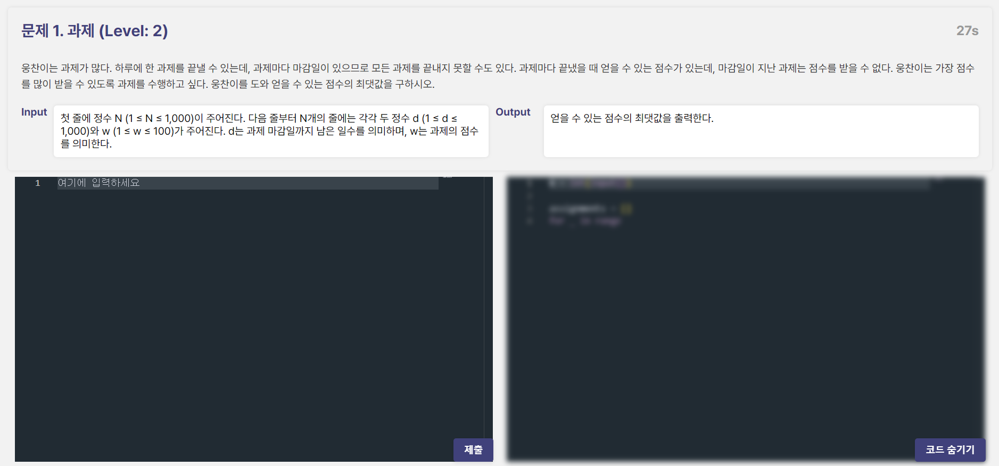 문제 1. 과제 (Level: 2)
27s
웅찬이는 과제가 많다. 하루에 한 과제를 끝낼 수 있는데, 과제마다 마감일이 있으므로 모든 과제를 끝내지 못할 수도 있다. 과제마다 끝냈을 때 얻을 수 있는 점수가 있는데, 마감일이 지난 과제는 점수를 받을 수 없다. 웅찬이는 가장 점수
를 많이 받을 수 있도록 과제를 수행하고 싶다. 웅찬이를 도와 얻을 수 있는 점수의 최댓값을 구하시오.
Input
첫 줄에 정수 N (1 ≤ N ≤ 1,000)이 주어진다. 다음 줄부터 N개의 줄에는 각각 두 정수 d (1 ≤ d ≤
1,000)와 w (1 ≤ w ≤ 100)가 주어진다. d는 과제 마감일까지 남은 일수를 의미하며, w는 과제의 점수
를 의미한다.
Output
얻을 수 있는 점수의 최댓값을 출력한다.
1 여기에 입력하세요
assignments = []
for _ in range
제출
코드 숨기기